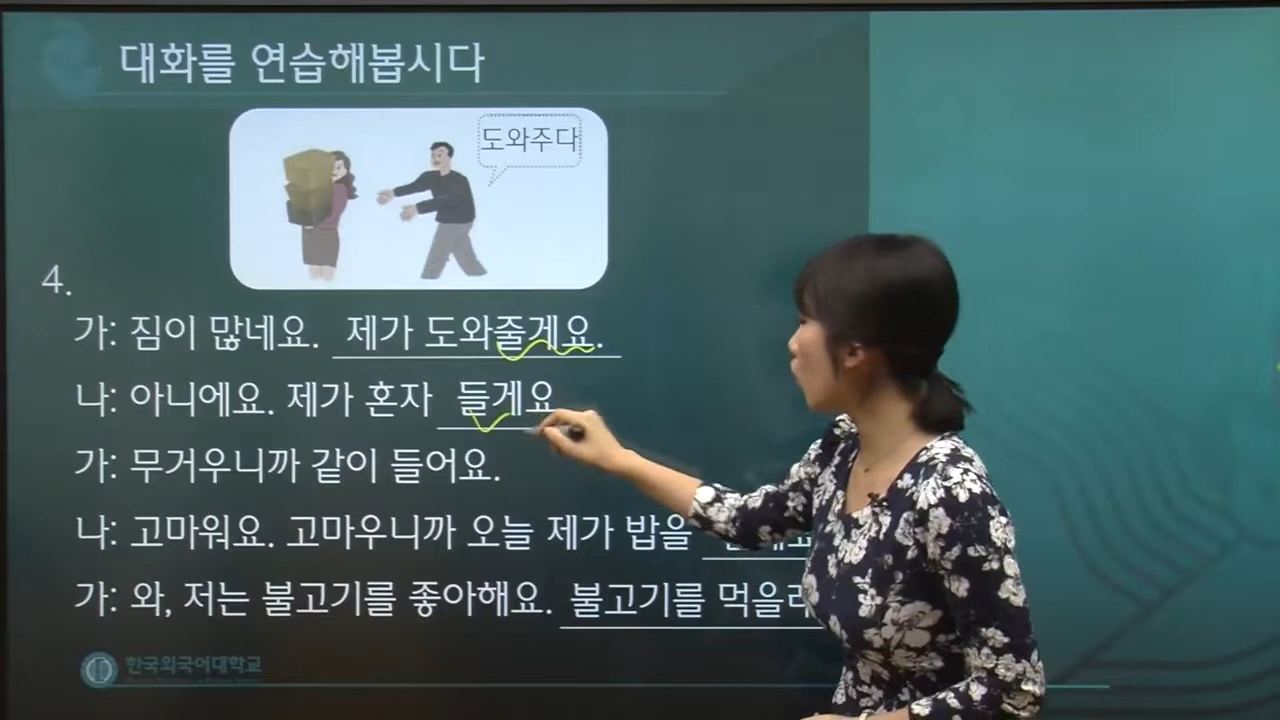 대화를 연습해봅시다
도와주다
4.
가: 짐이 많네요. 제가 도와줄게요.
나: 아니에요. 제가 혼자 들게요
가: 무거우니까 같이 들어요.
나: 고마워요. 고마우니까 오늘 제가 밥을
가: 와, 저는 불고기를 좋아해요. 불고기를
한국외국어대학교